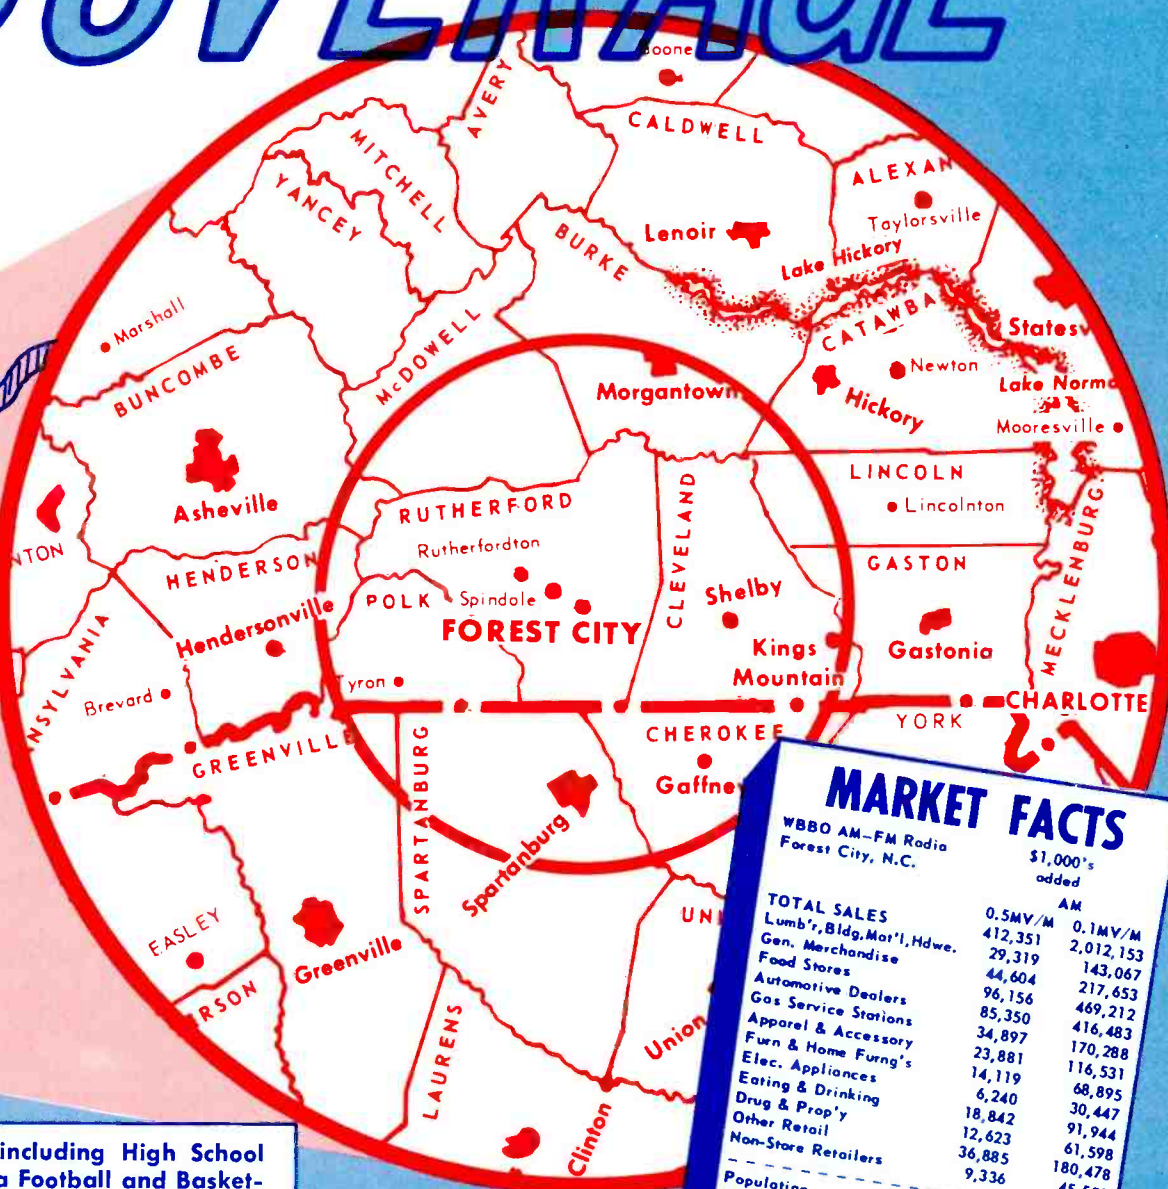 OVERAGE
Boone
AVERY
CALDWELL
MITCHELL
ALEXAN
YANCEY
Taylorsville
Lenoir
BURKE
Lake Hickory
Marshall
CATAWBA
States
McDOWELL
BUNCOMBE
Newton
Lake Norm
Morgantown
Hickory
Mooresville
LINCOLN
Lincolnton
Asheville
RUTHERFORD
CLEVELAND
MECKLENBURG
Rutherfordton
NTON
HENDERSON
GASTON
POLK
Spindole
Shelby
Hendersonville
FOREST CITY
Kings
Mountain
Gastonia
NSYLVANIA
Brevard
Tyron
CHARLOTTE
YORK
GREENVILLE
SPARTANBURG
CHEROKEE
Gaffne
Spartanburg
EASLEY
Greenville
UNI
RSON
LAURENS
Union
Clinton
MARKET FACTS
WBBO AM-FM Radio
Forest City, N.C.
$1,000's
added
AM
0.5MV/M 0.1MV/M
TOTAL SALES 412,351 2,012,153
Lumb'r,Bldg,Mat'l,Hdwe. 29,319 143,067
Gen. Merchandise 44,604 217,653
Food Stores 96,156 469,212
Automotive Dealers 85,350 416,483
Gas Service Stations 34,897 170,288
Apparel & Accessory 23,881 116,531
Furn & Home Furng's 14,119 68,895
Elec. Appliances 6,240 30,447
Eating & Drinking 18,842 91,944
Drug & Prop'y 12,623 61,598
Other Retail 36,885 180,478
Non-Store Retailers 9,336
Population
including High School
a Football and Basket-